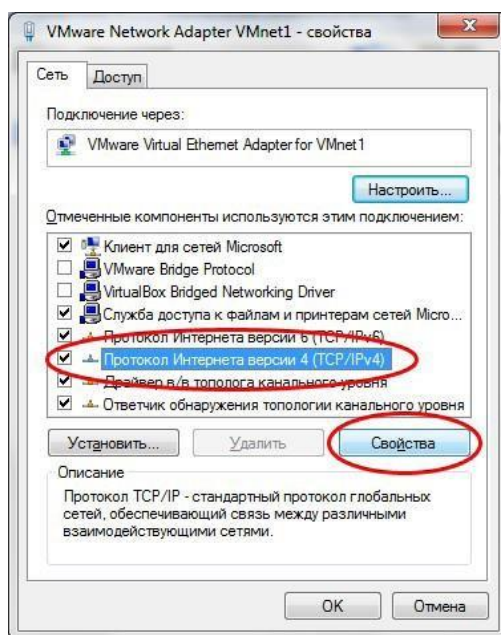 VMware Network Adapter VMnet1 - свойства
Сеть
Доступ
Подключение через:
VMware Virtual Ethernet Adapter for VMnet1
Настроить...
Отмеченные компоненты используются этим подключением:
Клиент для сетей Microsoft
VMware Bridge Protocol
VirtualBox Bridged Networking Driver
Служба доступа к файлам и принтерам сетей Micro...
Протокол Интернета версии 6 (TCP/IPv6)
Протокол Интернета версии 4 (TCP/IPv4)
Драйвер в/в тополога канального уровня
Ответчик обнаружения топологии канального уровня
Установить...
Удалить
Свойства
Описание
Протокол TCP/IP - стандартный протокол глобальных
сетей, обеспечивающий связь между различными
взаимодействующими сетями.
OK
Отмена